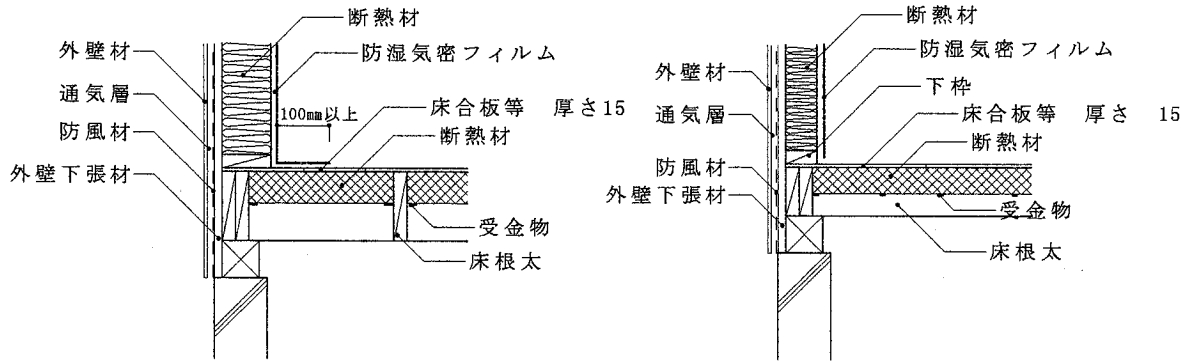 断熱材
外壁材
防湿気密フィルム
通気層
100mm以上
床合板等 厚さ15
防風材
断熱材
外壁下張材
受金物
床根太
断熱材
防湿気密フィルム
外壁材
下枠
通気層
床合板等 厚さ 15
断熱材
防風材
外壁下張材
受金物
床根太